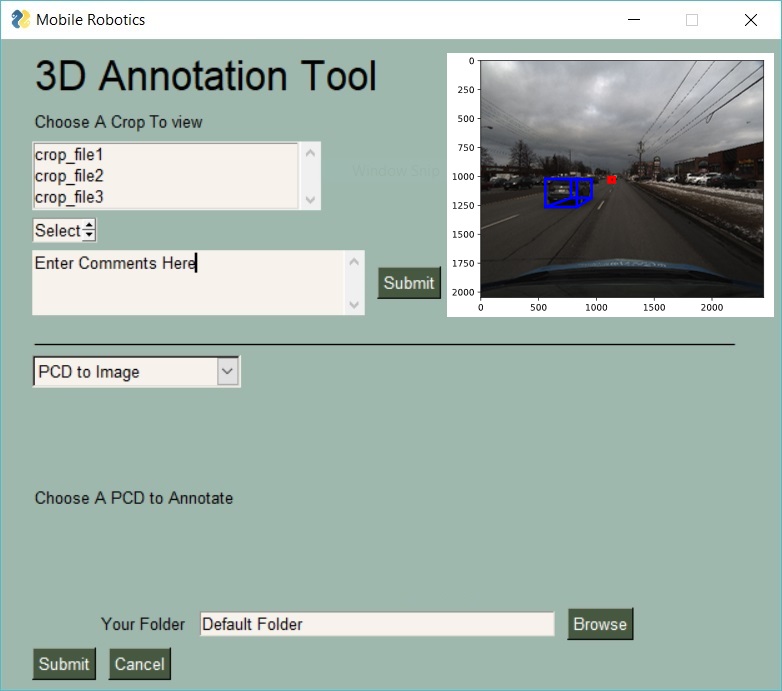 Mobile Robotics
3D Annotation Tool
Choose A Crop To view
crop_file1
crop_file2
crop_file3
Window Snip
Select
Enter Comments Here
Submit
0
250
500
750
1000
1250
1500
1750
2000
0 500 1000 1500 2000
PCD to Image
Choose A PCD to Annotate
Your Folder Default Folder Browse
Submit Cancel